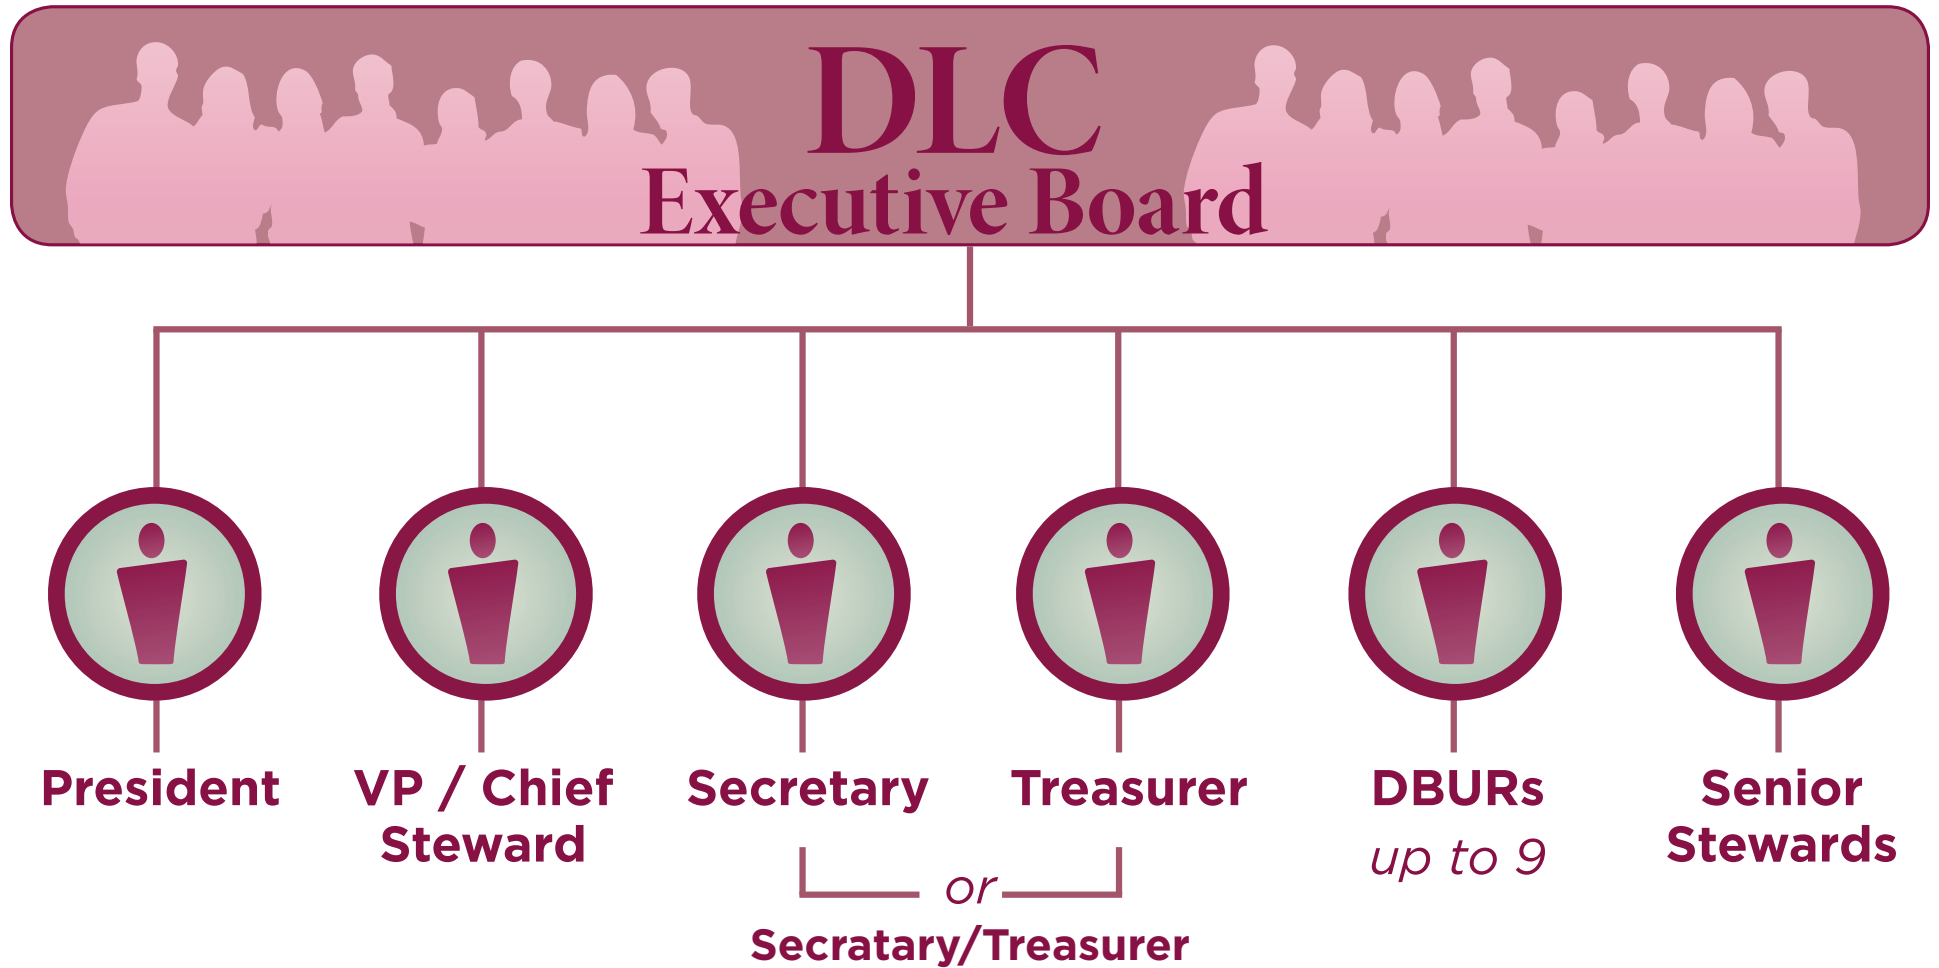 DLC
Executive Board
President
VP / Chief
Steward
Secretary
Treasurer
DBURs
up to 9
Senior
Stewards
or
Secratary/Treasurer